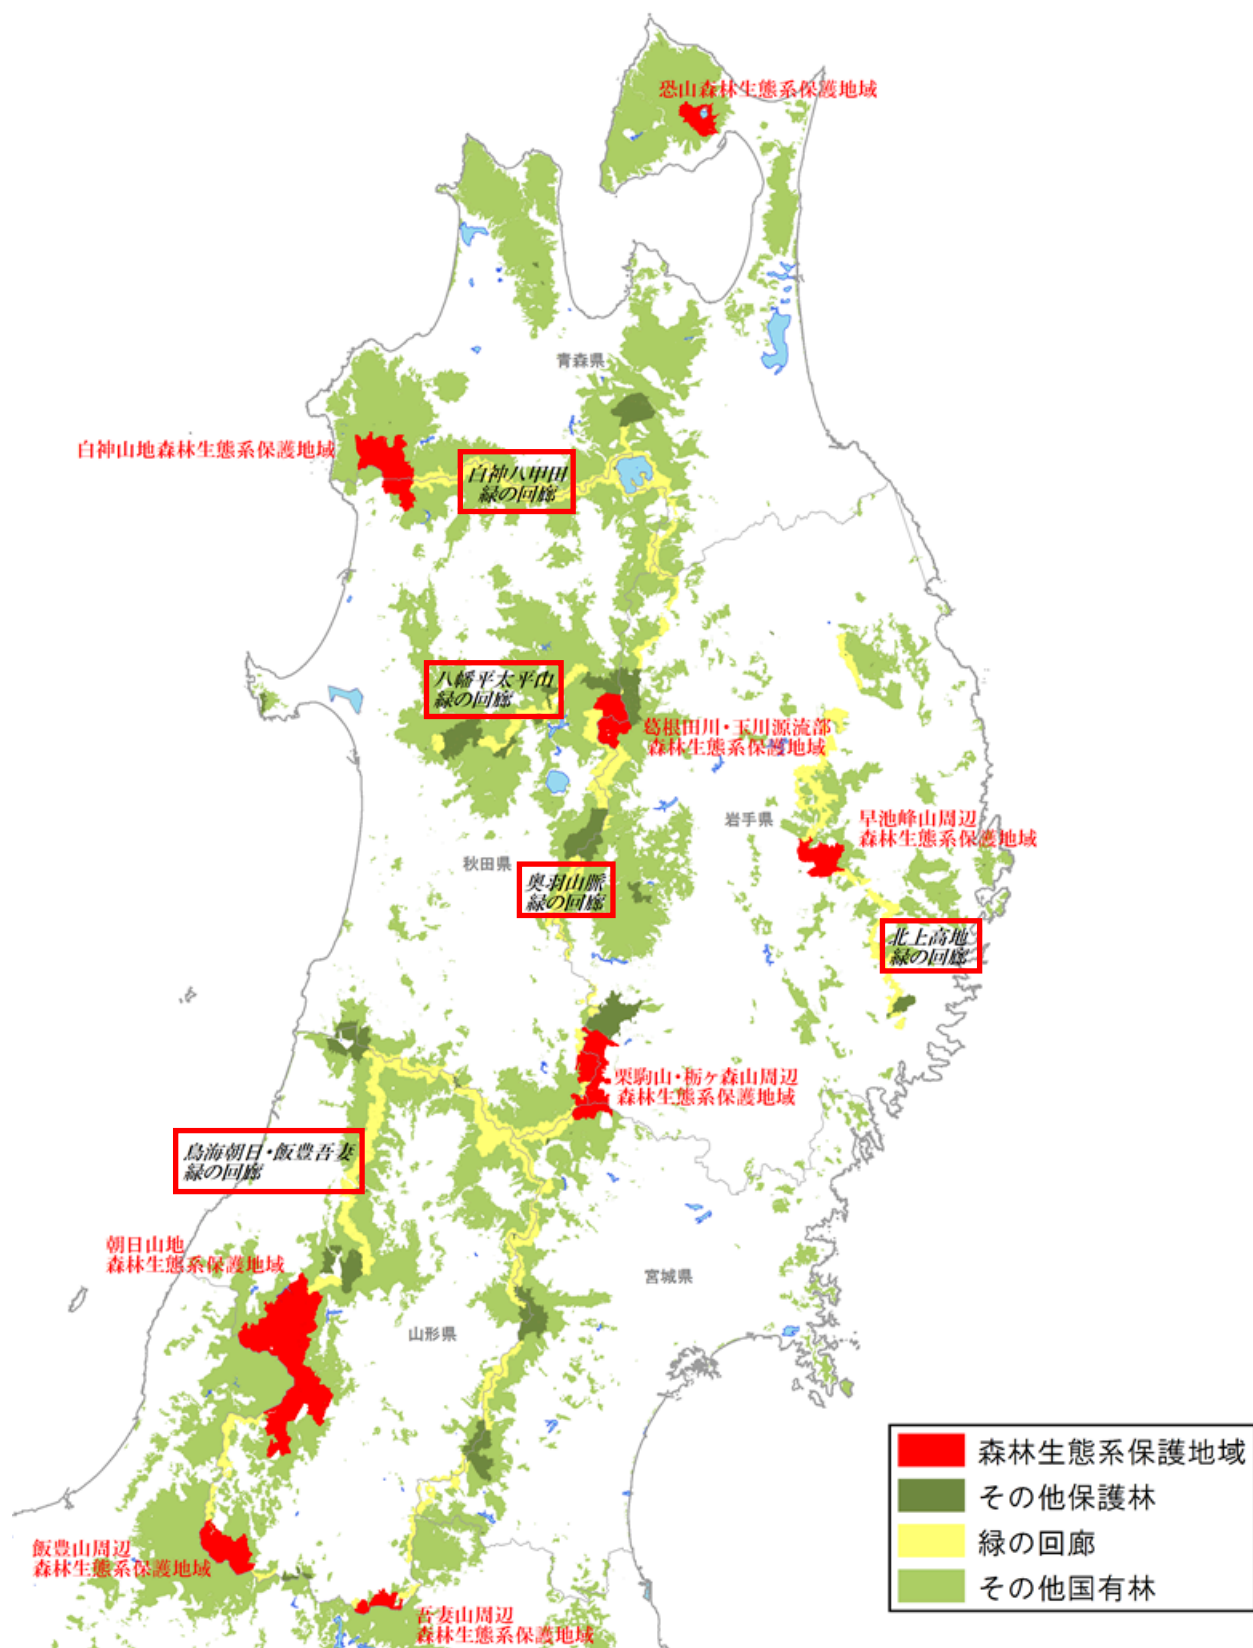 恐山森林生態系保護地域
青森県
白神山地森林生態系保護地域
白神八甲田
緑の回廊
八幡平太平山
緑の回廊
葛根田川・玉川源流部
森林生態系保護地域
岩手県
早池峰山周辺
森林生態系保護地域
秋田県
奥羽山脈
緑の回廊
北上高地
緑の回廊
栗駒山・栃ヶ森山周辺
森林生態系保護地域
鳥海朝日・飯豊吾妻
緑の回廊
朝日山地
森林生態系保護地域
宮城県
山形県
飯豊山周辺
森林生態系保護地域
吾妻山周辺
森林生態系保護地域
森林生態系保護地域
その他保護林
緑の回廊
その他国有林